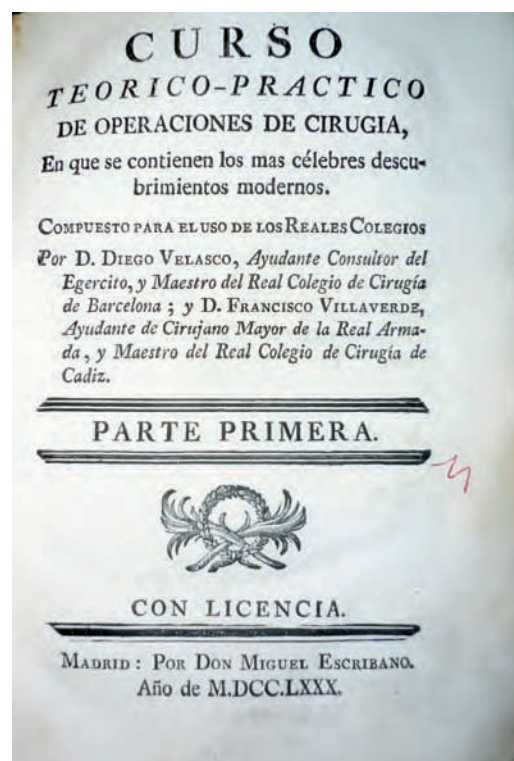 CURSO
TEORICO-PRACTICO
DE OPERACIONES DE CIRUGIA,
En que se contienen los mas célebres descu-
brimientos modernos.
COMPUESTO PARA EL USO DE LOS REALES COLEGIOS
Por D. DIEGO VELASCO, Ayudante Consultor del
Egercito, y Maestro del Real Colegio de Cirugía
de Barcelona ; y D. FRANCISCO VILLAVERDE,
Ayudante de Cirujano Mayor de la Real Arma-
da, y Maestro del Real Colegio de Cirugía de
Cadiz.
PARTE PRIMERA.
CON LICENCIA.
MADRID : POR DON MIGUEL ESCRIBANO.
Año de M.DCC.LXXX.